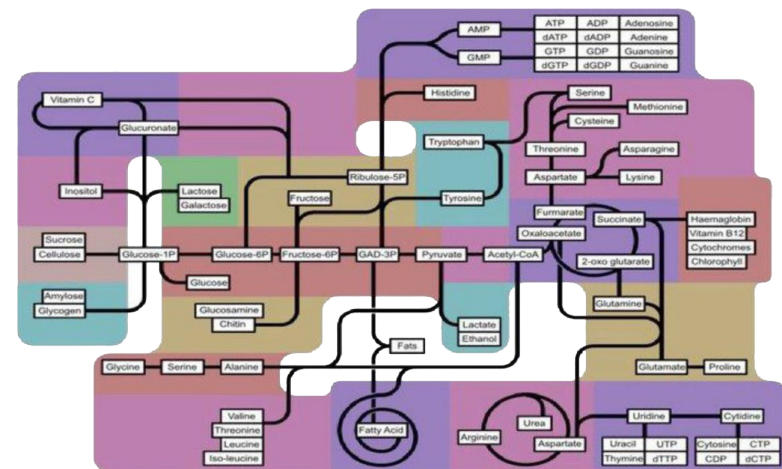 AMP
ATP ADP Adenosine
dATP dADP Adenine
GMP
GTP GDP Guanosine
dGTP dGDP Guanine
Vitamin C
Histidine
Serine
Methionine
Cysteine
Glucuronate
Tryptophan
Threonine
Asparagine
Inositol
Lactose
Galactose
Ribulose-5P
Fructose
Tyrosine
Aspartate
Lysine
Furmarate
Succinate
Haemaglobin
Oxaloacetate
Vitamin B12
Sucrose
Cytochromes
Cellulose
Glucose-1P
Glucose-6P
Fructose-6P
GAD-3P
Pyruvate
Acetyl-CoA
2-oxo glutarate
Chlorophyll
Glucose
Amylose
Glycogen
Glucosamine
Chitin
Glutamine
Lactate
Ethanol
Fats
Glycine
Serine
Alanine
Glutamate
Proline
Valine
Threonine
Leucine
Iso-leucine
Fatty Acid
Arginine
Urea
Aspartate
Uridine
Cytidine
Uracil UTP
Thymine dTTP
Cytosine CTP
CDP dCTP